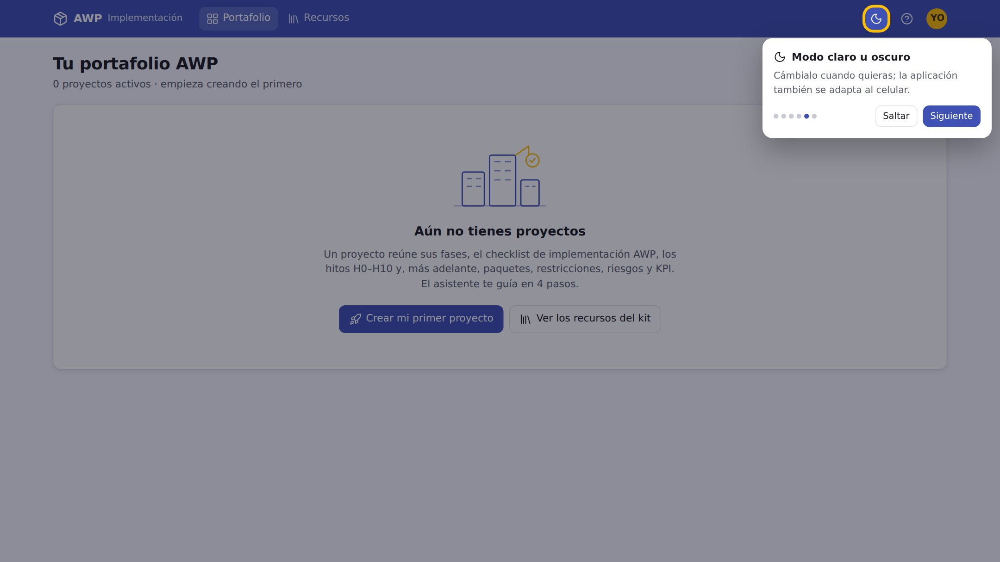 AWP Implementación Portafolio Recursos YO
Tu portafolio AWP
0 proyectos activos · empieza creando el primero
Modo claro u oscuro
Cámbialo cuando quieras; la aplicación
también se adapta al celular.
Saltar Siguiente
Aún no tienes proyectos
Un proyecto reúne sus fases, el checklist de implementación AWP, los
hitos H0–H10 y, más adelante, paquetes, restricciones, riesgos y KPI.
El asistente te guía en 4 pasos.
Crear mi primer proyecto Ver los recursos del kit